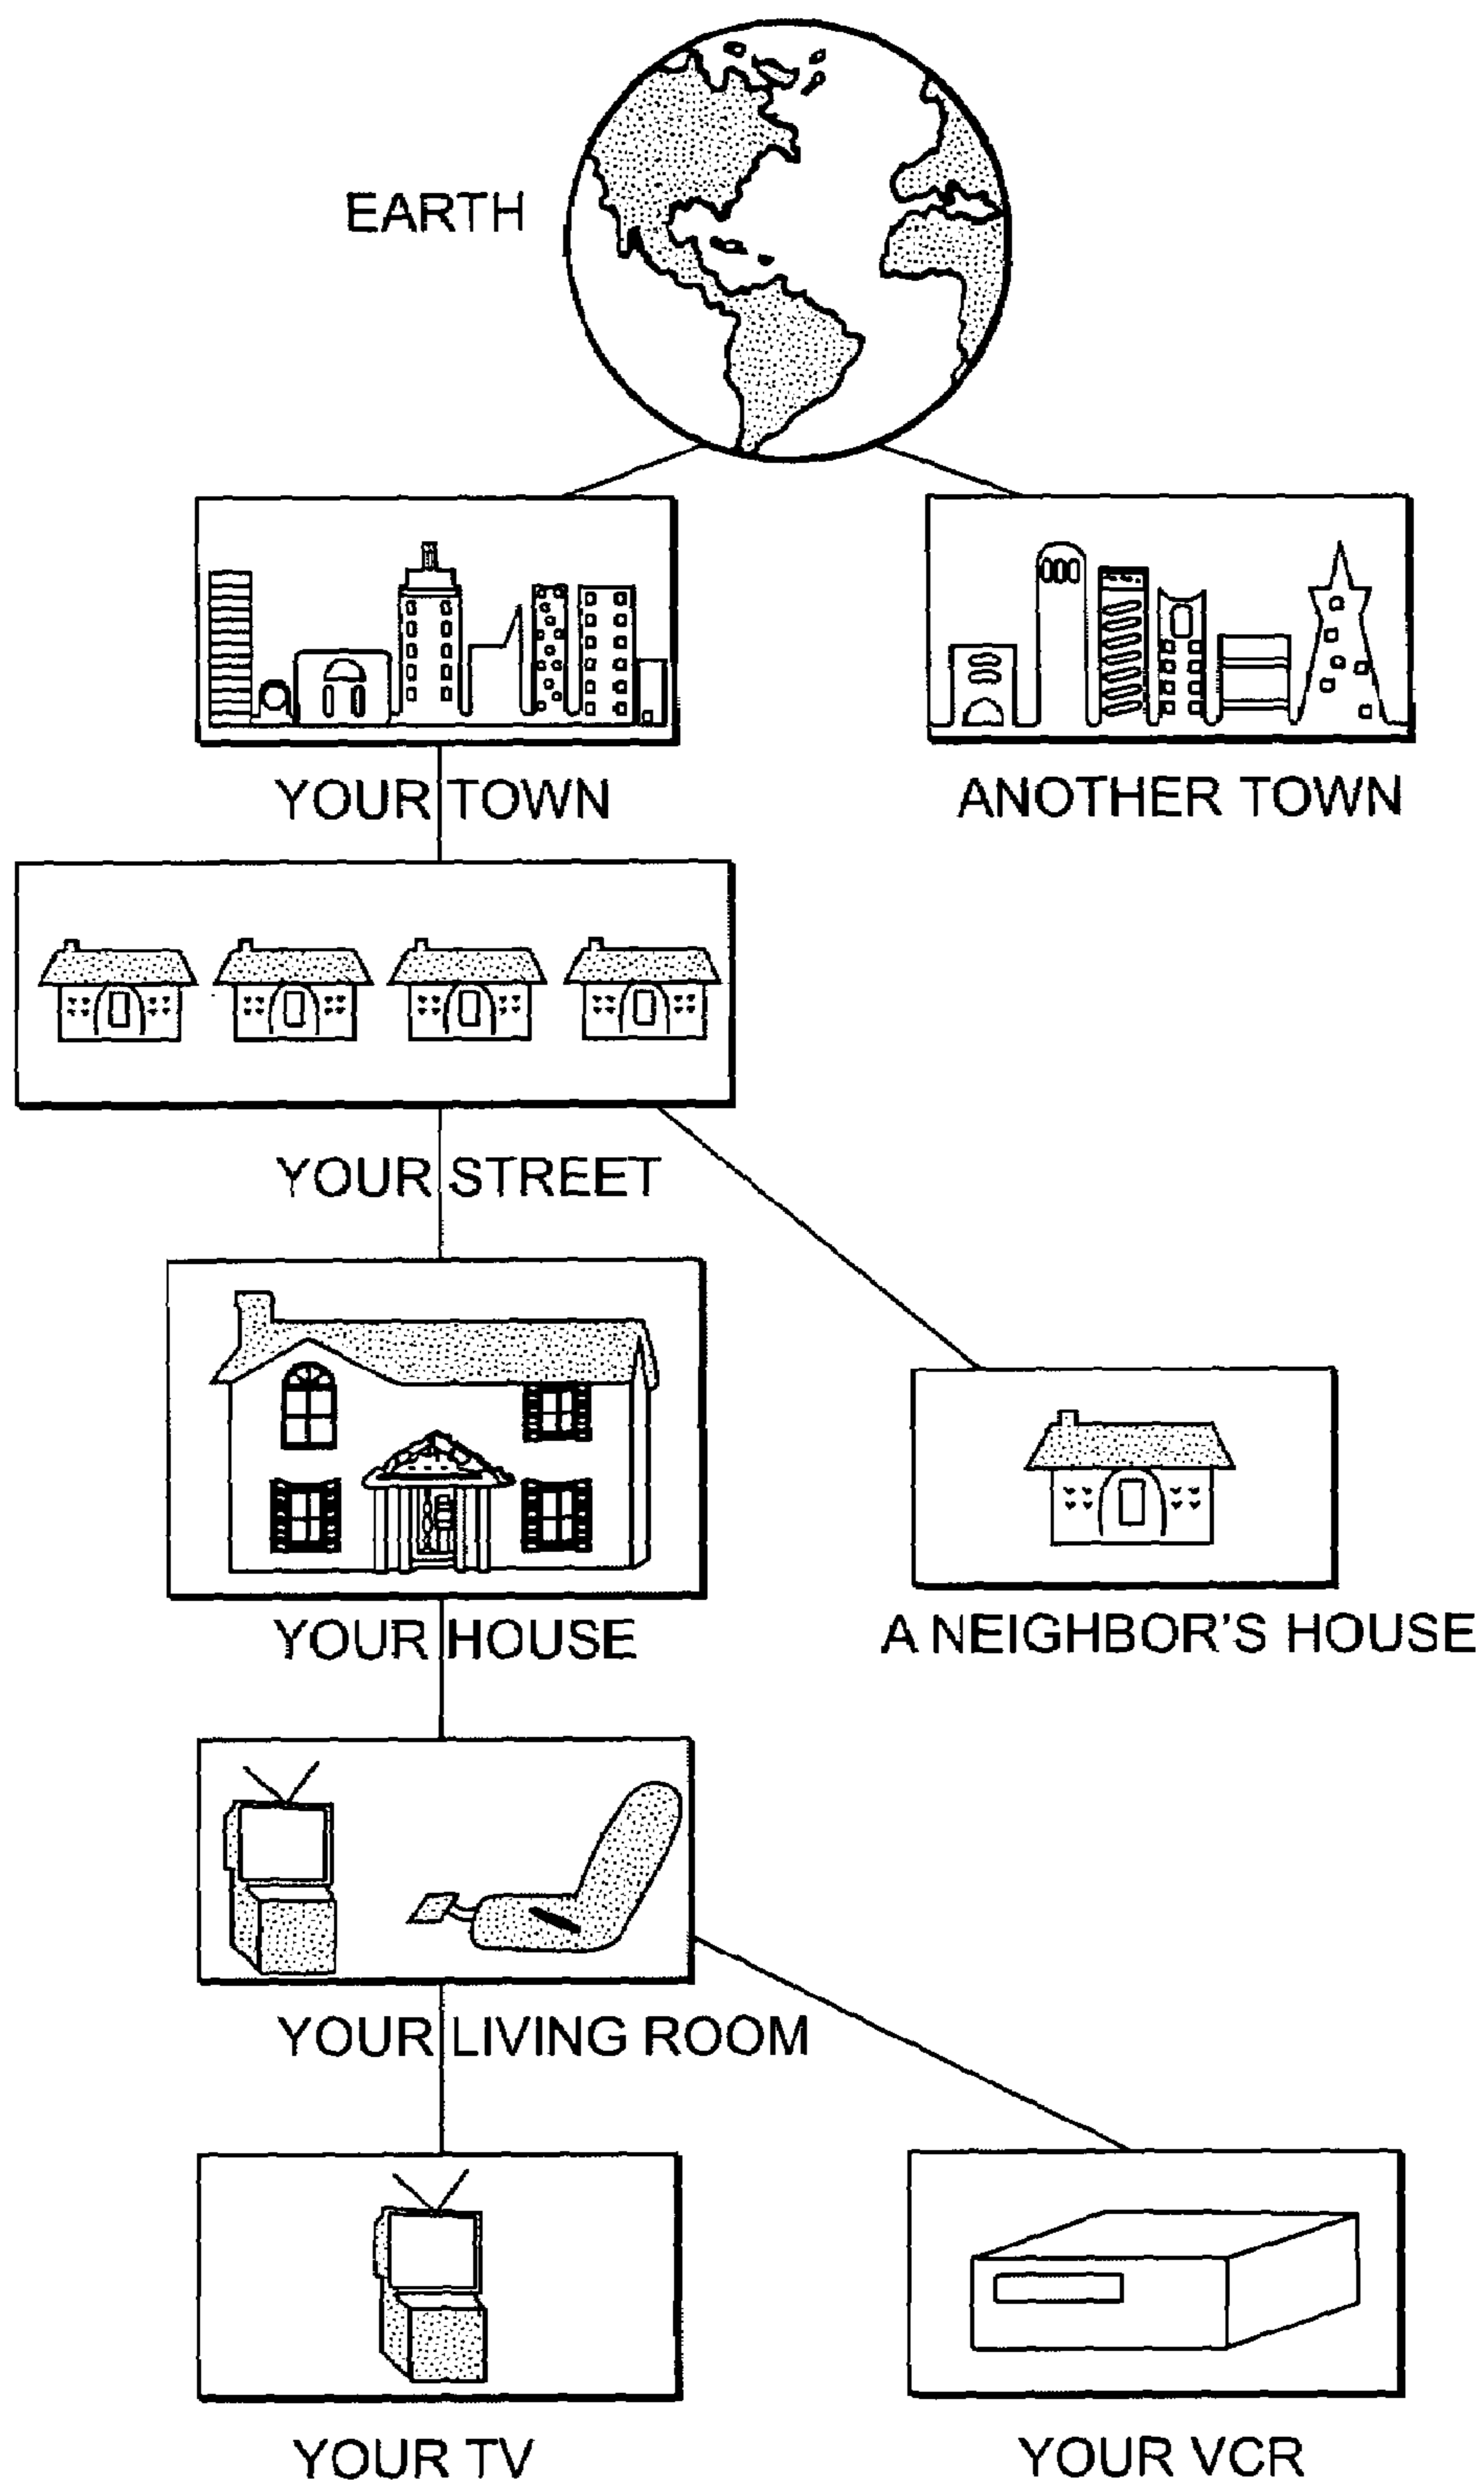 EARTH
YOUR TOWN
ANOTHER TOWN
YOUR STREET
YOUR HOUSE
A NEIGHBOR'S HOUSE
YOUR LIVING ROOM
YOUR TV
YOUR VCR